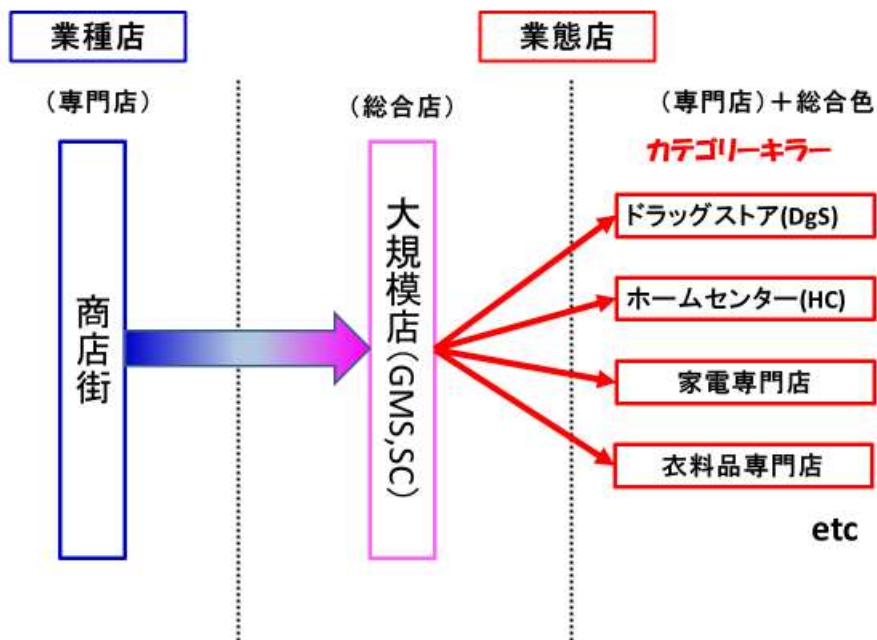 業種店
業態店
（専門店）
（総合店）
（専門店）＋総合色
カテゴリーキラー
商店街
大規模店（GMS,SC）
ドラッグストア(DgS)
ホームセンター(HC)
家電専門店
衣料品専門店
etc